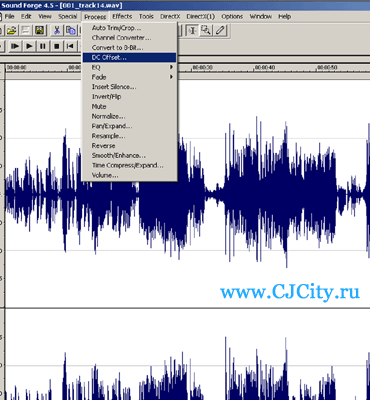 Sound Forge 4.5 - [001_track14.wav]
Special Process Effects Tools DirectX DirectX(1) Options Window Help
Auto Trim/Crop...
Channel Converter...
Convert to 8-Bit...
DC Offset...
EQ
Fade
Insert Silence...
Invert/Flip
Mute
Normalize...
Pan/Expand...
Resample...
Reverse
Smooth/Enhance...
Time Compress/Expand...
Volume...
00:00:00 ,00:00:30 ,00:00:40 ,00:00:50
www.CJCity.ru